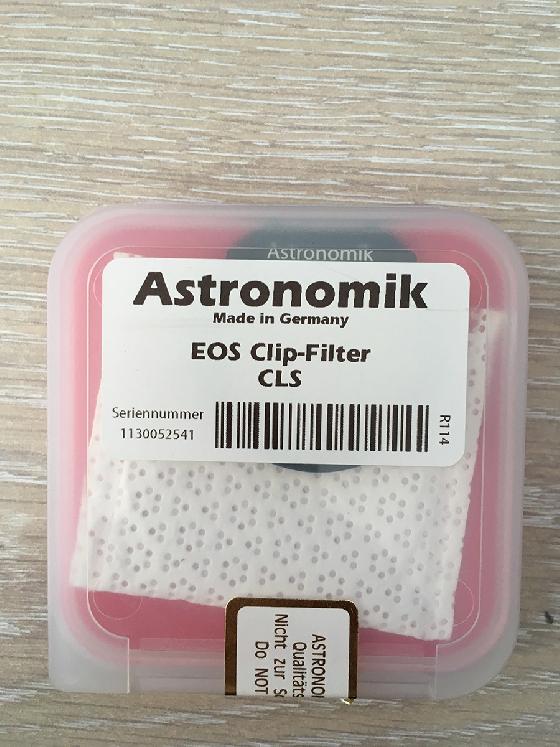 Astronomik
Astronomik
Made in Germany
EOS Clip-Filter
CLS
Seriennummer
1130052541
R114
Nicht zur
Do NOT